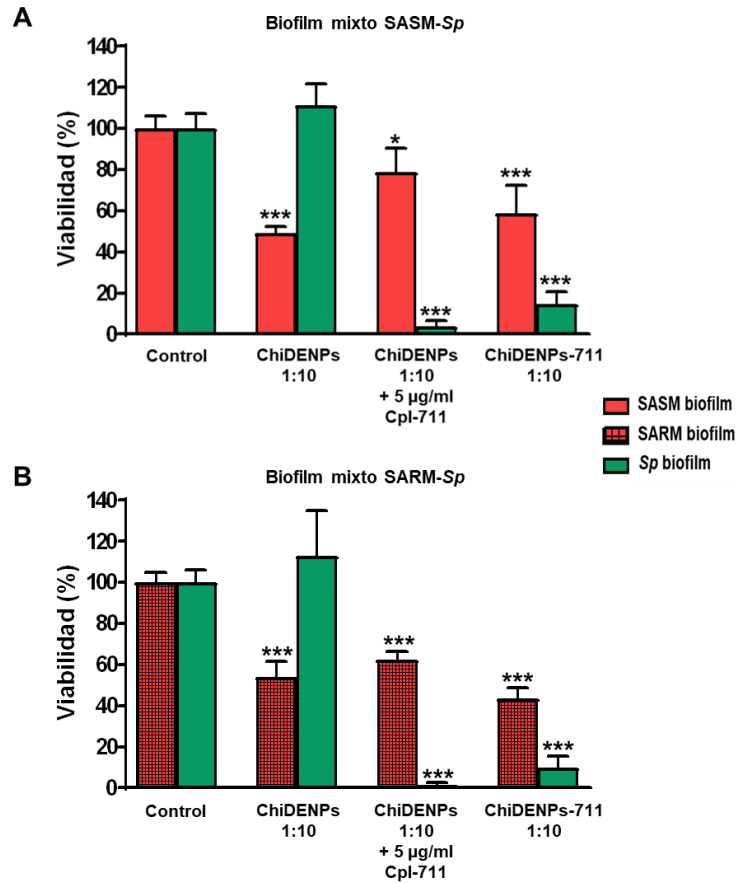 A
Biofilm mixto SASM-Sp
Viabilidad (%)
140
120
100
80
60
40
20
0
***
*
***
***
***
Control
ChiDENPs
1:10
ChiDENPs
1:10
+ 5 µg/ml
Cpl-711
ChiDENPs-711
1:10
SASM biofilm
SARM biofilm
Sp biofilm
B
Biofilm mixto SARM-Sp
Viabilidad (%)
140
120
100
80
60
40
20
0
***
***
***
***
***
Control
ChiDENPs
1:10
ChiDENPs
1:10
+ 5 µg/ml
Cpl-711
ChiDENPs-711
1:10